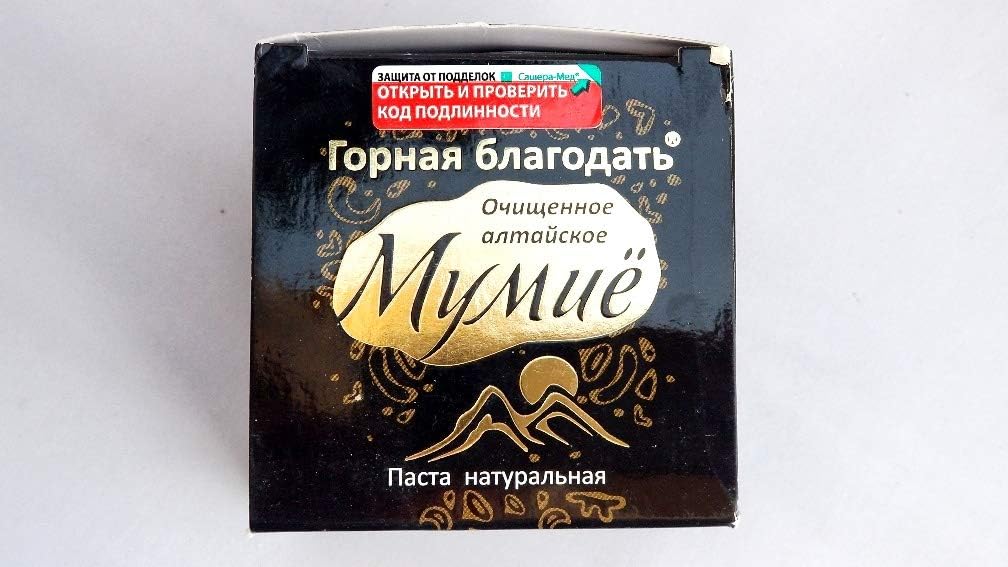 ЗАЩИТА ОТ ПОДДЕЛОК Сашера-Мед®
ОТКРЫТЬ И ПРОВЕРИТЬ
КОД ПОДЛИННОСТИ
Горная благодать
Очищенное
алтайское
Мумиё
Паста натуральная